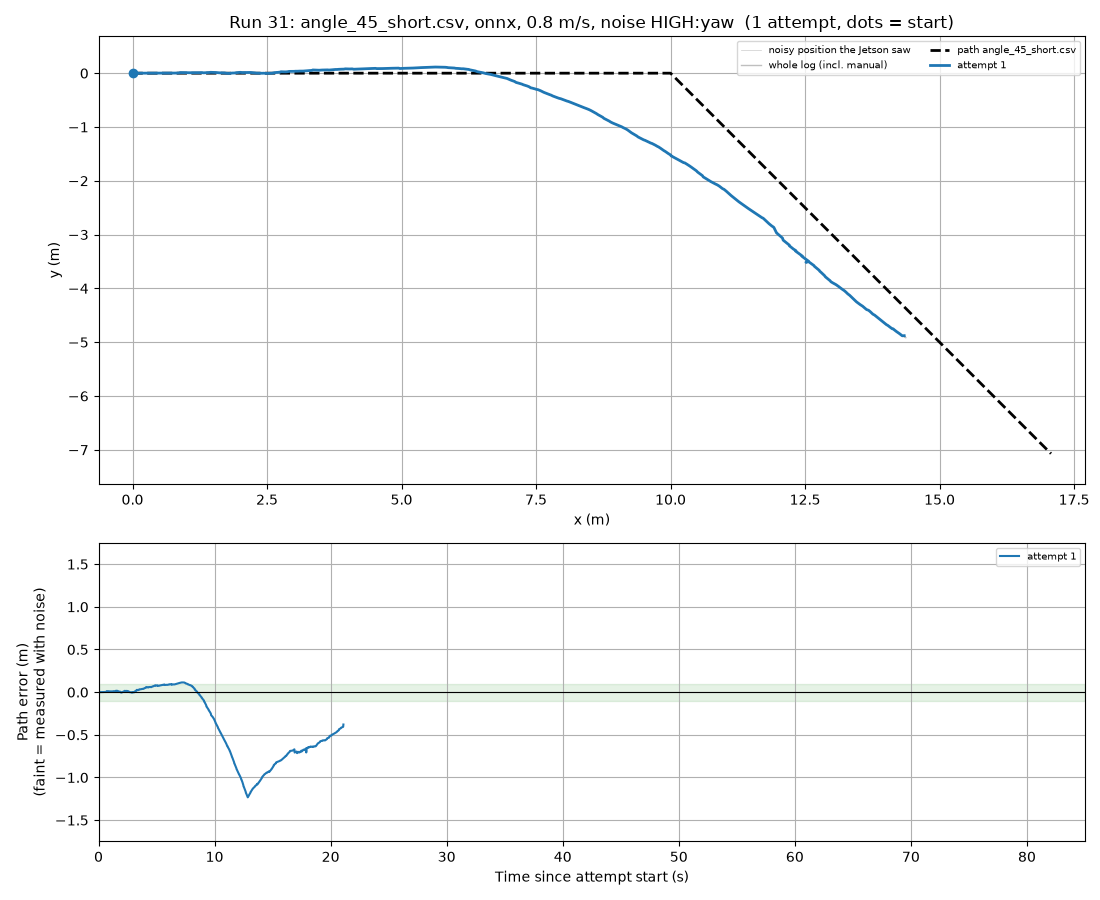 Run 31: angle_45_short.csv, onnx, 0.8 m/s, noise HIGH:yaw  (1 attempt, dots = start)
noisy position the Jetson saw
whole log (incl. manual)
path angle_45_short.csv
attempt 1
0
−1
−2
−3
−4
−5
−6
−7
y (m)
0.0 2.5 5.0 7.5 10.0 12.5 15.0 17.5
x (m)
attempt 1
1.5
1.0
0.5
0.0
−0.5
−1.0
−1.5
Path error (m)
(faint = measured with noise)
0 10 20 30 40 50 60 70 80
Time since attempt start (s)